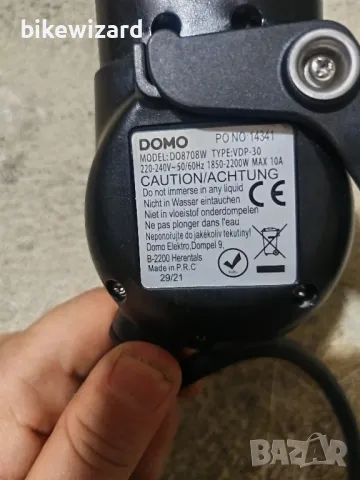 bikewizard
DOMO PO NO 14341
MODEL: DO8708W TYPE: VDP-30
220-240V~50/60Hz 1850-2200W MAX 10A
CAUTION/ACHTUNG
Do not immerse in any liquid
Nicht in Wasser eintauchen
Niet in vloeistof onderdompelen
Ne pas plonger dans l'eau
Neponořujte do jakékoliv tekutiny!
Domo Elektro, Dompel 9,
B-2200 Herentals
Made in P.R.C
29/21
CE
BAZAR